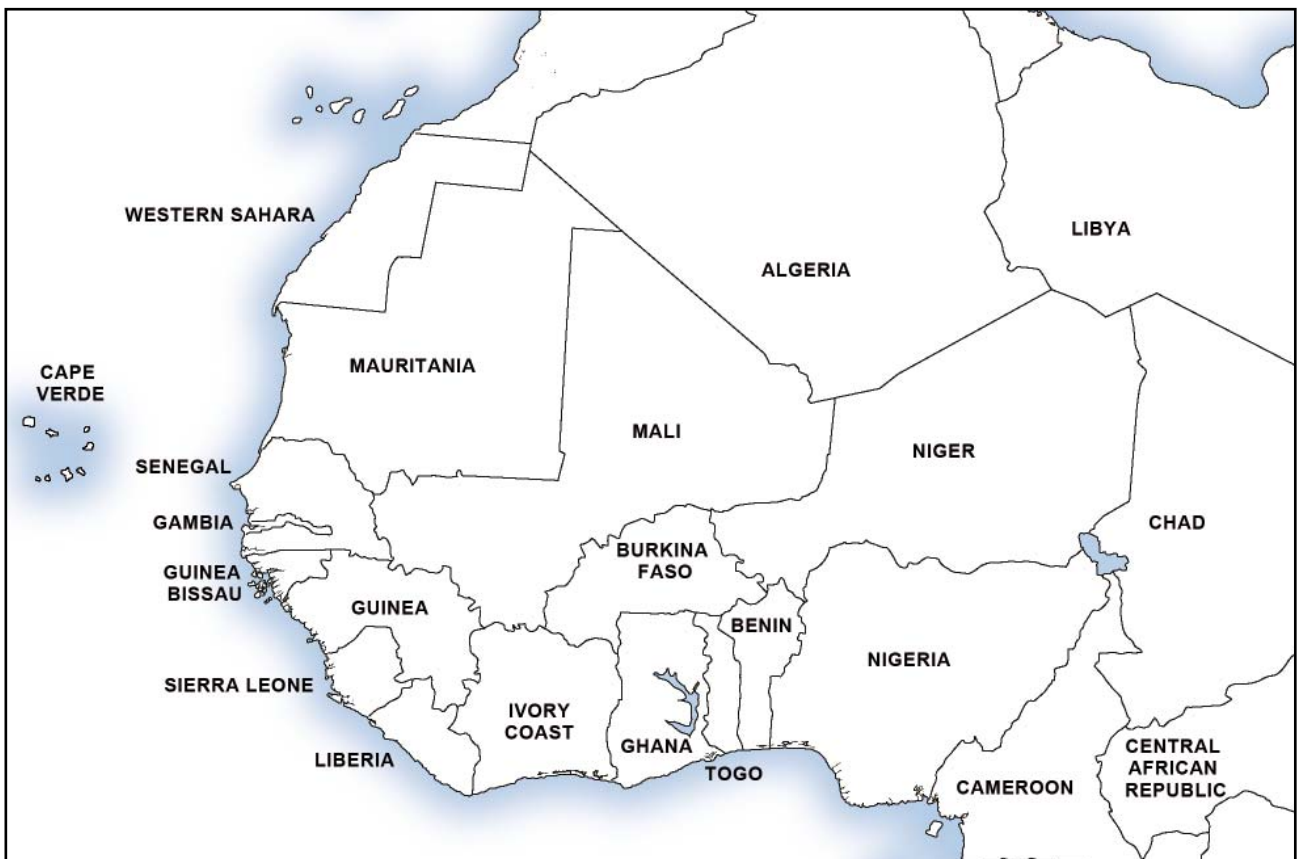 WESTERN SAHARA
LIBYA
ALGERIA
MAURITANIA
CAPE
VERDE
MALI
NIGER
SENEGAL
GAMBIA
CHAD
BURKINA
FASO
GUINEA
BISSAU
GUINEA
BENIN
NIGERIA
SIERRA LEONE
IVORY
COAST
GHANA
LIBERIA
TOGO
CENTRAL
AFRICAN
REPUBLIC
CAMEROON